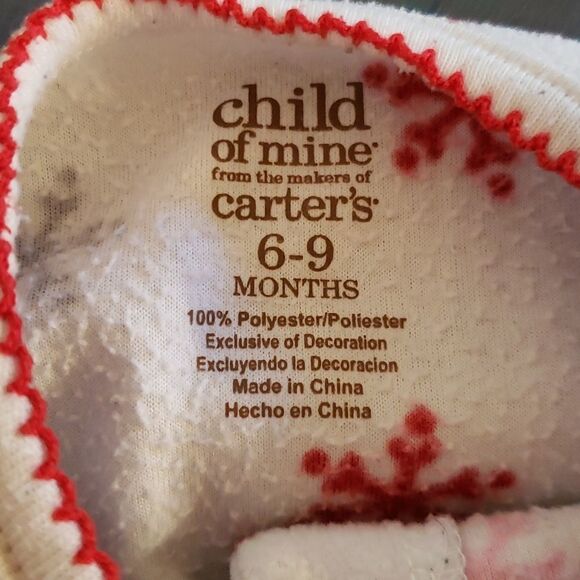 child
of mine
from the makers of
carter's
6-9
MONTHS
100% Polyester/Poliester
Exclusive of Decoration
Excluyendo la Decoracion
Made in China
Hecho en China